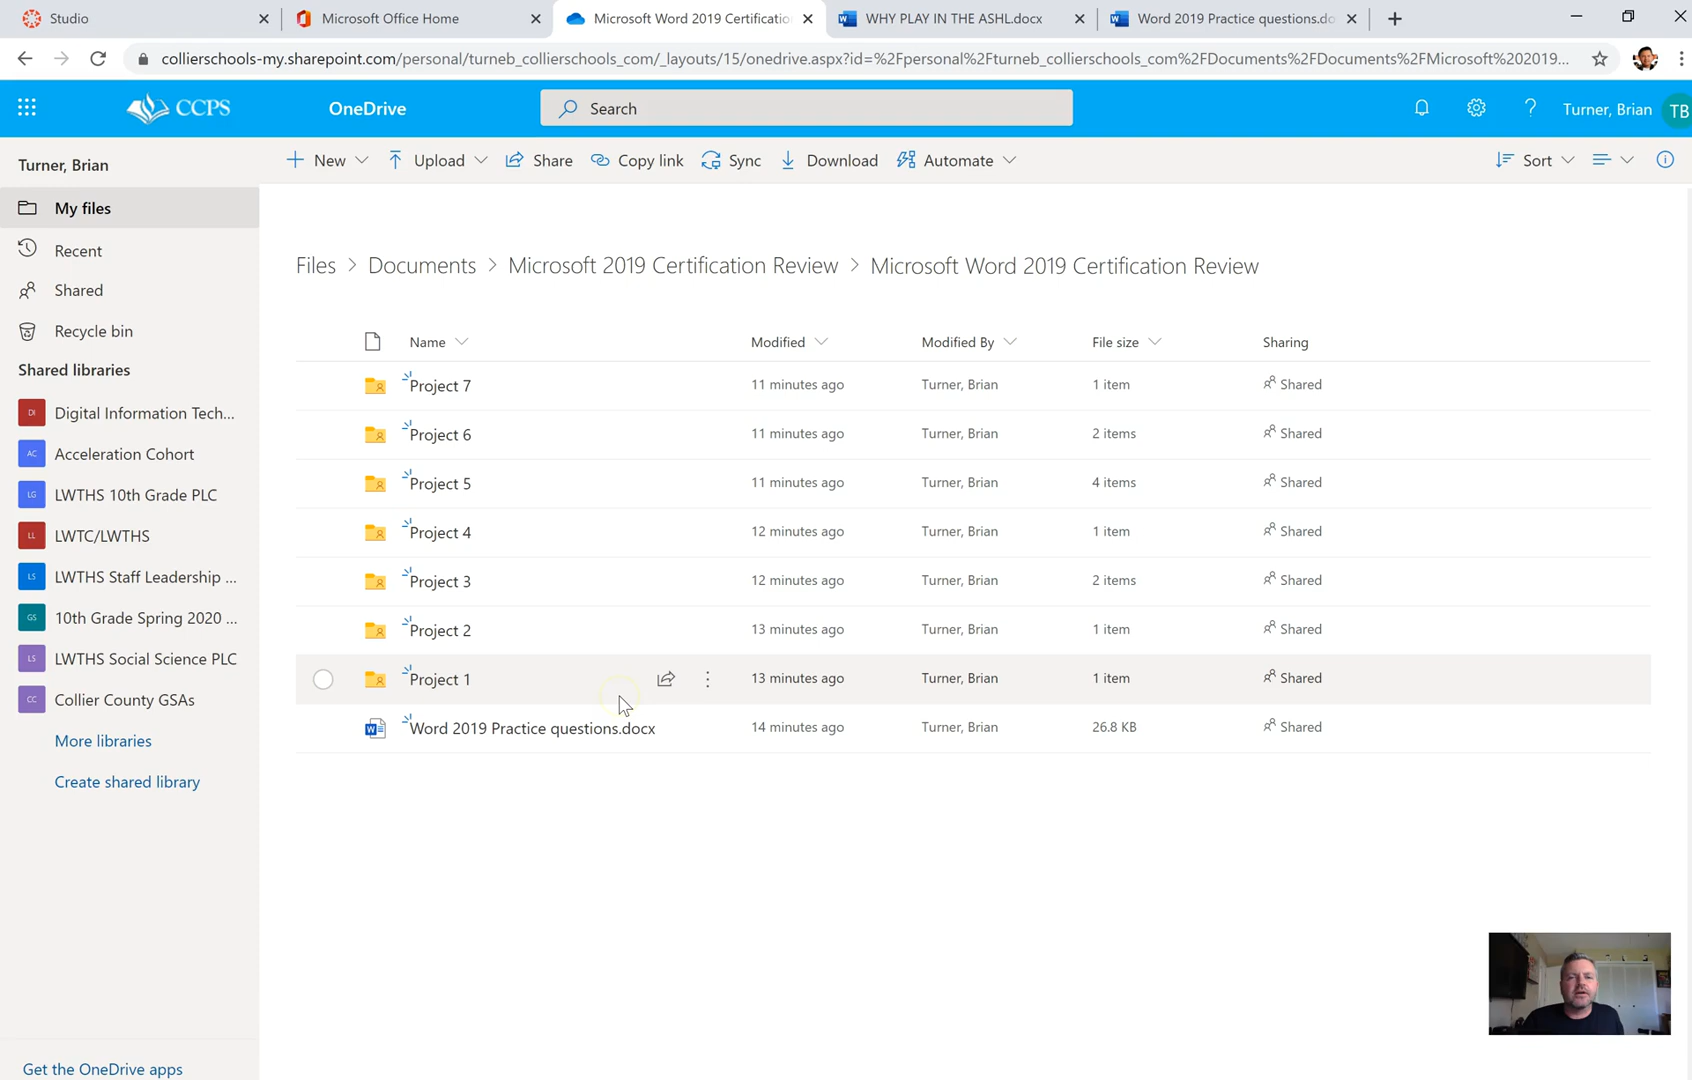 Studio
Microsoft Office Home
Microsoft Word 2019 Certificatio
WHY PLAY IN THE ASHL.docx
Word 2019 Practice questions.do
collierschools-my.sharepoint.com/personal/turneb_collierschools_com/_layouts/15/onedrive.aspx?id=%2Fpersonal%2Fturneb_collierschools_com%2FDocuments%2FDocuments%2FMicrosoft%202019...
CCPS
OneDrive
Search
?
Turner, Brian
TB
Turner, Brian
New
Upload
Share
Copy link
Sync
Download
Automate
Sort
My files
Recent
Shared
Recycle bin
Shared libraries
DI Digital Information Tech...
AC Acceleration Cohort
LG LWTHS 10th Grade PLC
LL LWTC/LWTHS
LS LWTHS Staff Leadership ...
GS 10th Grade Spring 2020 ...
LS LWTHS Social Science PLC
CC Collier County GSAs
More libraries
Create shared library
Get the OneDrive apps
Files > Documents > Microsoft 2019 Certification Review > Microsoft Word 2019 Certification Review
Name Modified Modified By File size Sharing
Project 7 11 minutes ago Turner, Brian 1 item Shared
Project 6 11 minutes ago Turner, Brian 2 items Shared
Project 5 11 minutes ago Turner, Brian 4 items Shared
Project 4 12 minutes ago Turner, Brian 1 item Shared
Project 3 12 minutes ago Turner, Brian 2 items Shared
Project 2 13 minutes ago Turner, Brian 1 item Shared
Project 1 13 minutes ago Turner, Brian 1 item Shared
Word 2019 Practice questions.docx 14 minutes ago Turner, Brian 26.8 KB Shared